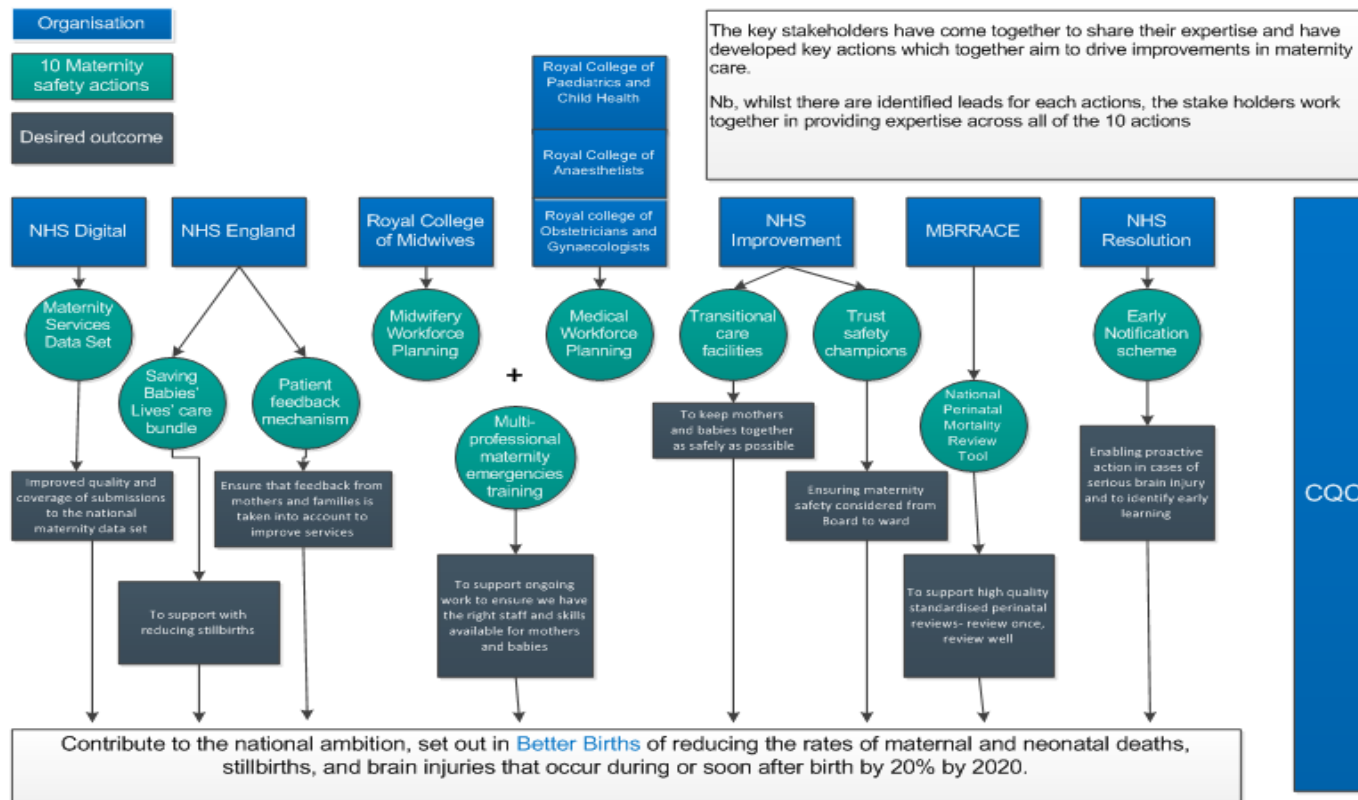 Organisation
10 Maternity
safety actions
Desired outcome
The key stakeholders have come together to share their expertise and have
developed key actions which together aim to drive improvements in maternity
care.
Nb, whilst there are identified leads for each actions, the stake holders work
together in providing expertise across all of the 10 actions
Royal College of
Paediatrics and
Child Health
Royal College of
Anaesthetists
Royal college of
Obstetricians and
Gynaecologists
NHS Digital
NHS England
Royal College
of Midwives
NHS
Improvement
MBRRACE
NHS
Resolution
CQC
Maternity
Services
Data Set
Saving
Babies'
Lives' care
bundle
Patient
feedback
mechanism
Midwifery
Workforce
Planning
+
Medical
Workforce
Planning
Multi-
professional
maternity
emergencies
training
Transitional
care
facilities
Trust
safety
champions
National
Perinatal
Mortality
Review
Tool
Early
Notification
scheme
Improved quality and
coverage of submissions
to the national
maternity data set
To support with
reducing stillbirths
Ensure that feedback from
mothers and families is
taken into account to
improve services
To support ongoing
work to ensure we have
the right staff and skills
available for mothers
and babies
To keep mothers
and babies together
as safely as possible
Ensuring maternity
safety considered from
Board to ward
To support high quality
standardised perinatal
reviews- review once,
review well
Enabling proactive
action in cases of
serious brain injury
and to identify early
learning
Contribute to the national ambition, set out in Better Births of reducing the rates of maternal and neonatal deaths,
stillbirths, and brain injuries that occur during or soon after birth by 20% by 2020.